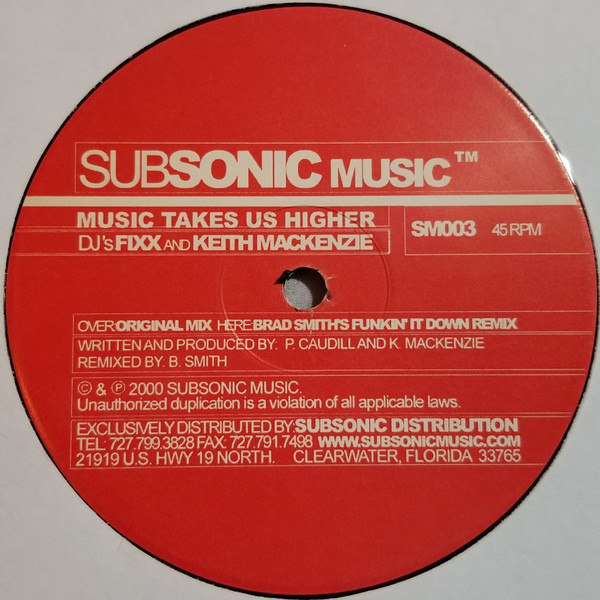 SUBSONIC MUSIC™
MUSIC TAKES US HIGHER
DJ's FIXX AND KEITH MACKENZIE
SM003 45 RPM
OVER:ORIGINAL MIX HERE:BRAD SMITH'S FUNKIN' IT DOWN REMIX
WRITTEN AND PRODUCED BY: P. CAUDILL AND K. MACKENZIE
REMIXED BY: B. SMITH
© & ℗ 2000 SUBSONIC MUSIC.
Unauthorized duplication is a violation of all applicable laws.
EXCLUSIVELY DISTRIBUTED BY:SUBSONIC DISTRIBUTION
TEL: 727.799.3828 FAX: 727.791.7498 WWW.SUBSONICMUSIC.COM
21919 U.S. HWY 19 NORTH. CLEARWATER, FLORIDA 33765